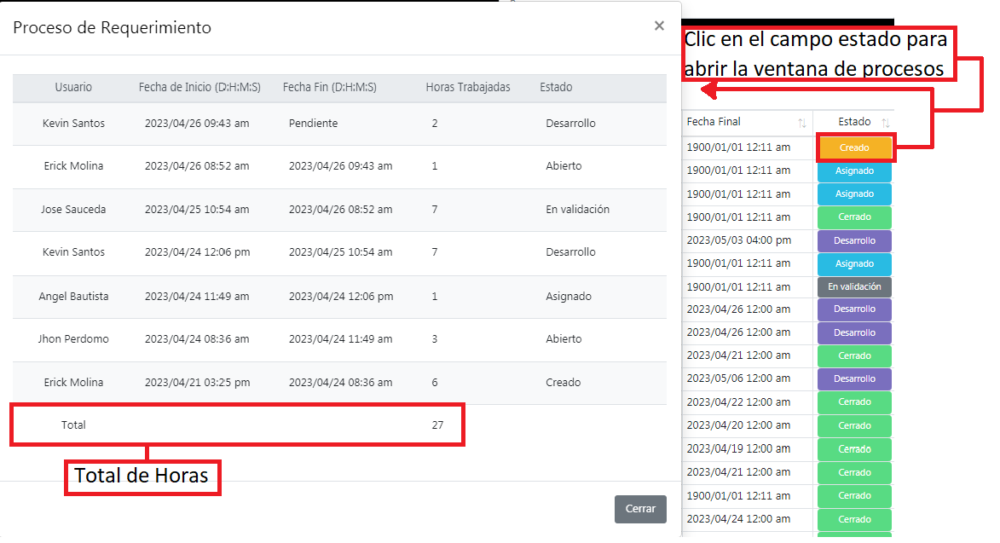 Proceso de Requerimiento ×
Usuario Fecha de Inicio (D:H:M:S) Fecha Fin (D:H:M:S) Horas Trabajadas Estado
Kevin Santos 2023/04/26 09:43 am Pendiente 2 Desarrollo
Erick Molina 2023/04/26 08:52 am 2023/04/26 09:43 am 1 Abierto
Jose Sauceda 2023/04/25 10:54 am 2023/04/26 08:52 am 7 En validación
Kevin Santos 2023/04/24 12:06 pm 2023/04/25 10:54 am 7 Desarrollo
Angel Bautista 2023/04/24 11:49 am 2023/04/24 12:06 pm 1 Asignado
Jhon Perdomo 2023/04/24 08:36 am 2023/04/24 11:49 am 3 Abierto
Erick Molina 2023/04/21 03:25 pm 2023/04/24 08:36 am 6 Creado
Total 27
Total de Horas
Cerrar
Clic en el campo estado para
abrir la ventana de procesos
Fecha Final Estado
1900/01/01 12:11 am Creado
1900/01/01 12:11 am Asignado
1900/01/01 12:11 am Asignado
1900/01/01 12:11 am Cerrado
2023/05/03 04:00 pm Desarrollo
1900/01/01 12:11 am Asignado
1900/01/01 12:11 am En validación
2023/04/26 12:00 am Desarrollo
2023/04/26 12:00 am Desarrollo
2023/04/21 12:00 am Cerrado
2023/05/06 12:00 am Desarrollo
2023/04/22 12:00 am Cerrado
2023/04/20 12:00 am Cerrado
2023/04/19 12:00 am Cerrado
2023/04/21 12:00 am Cerrado
1900/01/01 12:11 am Cerrado
2023/04/24 12:00 am Cerrado